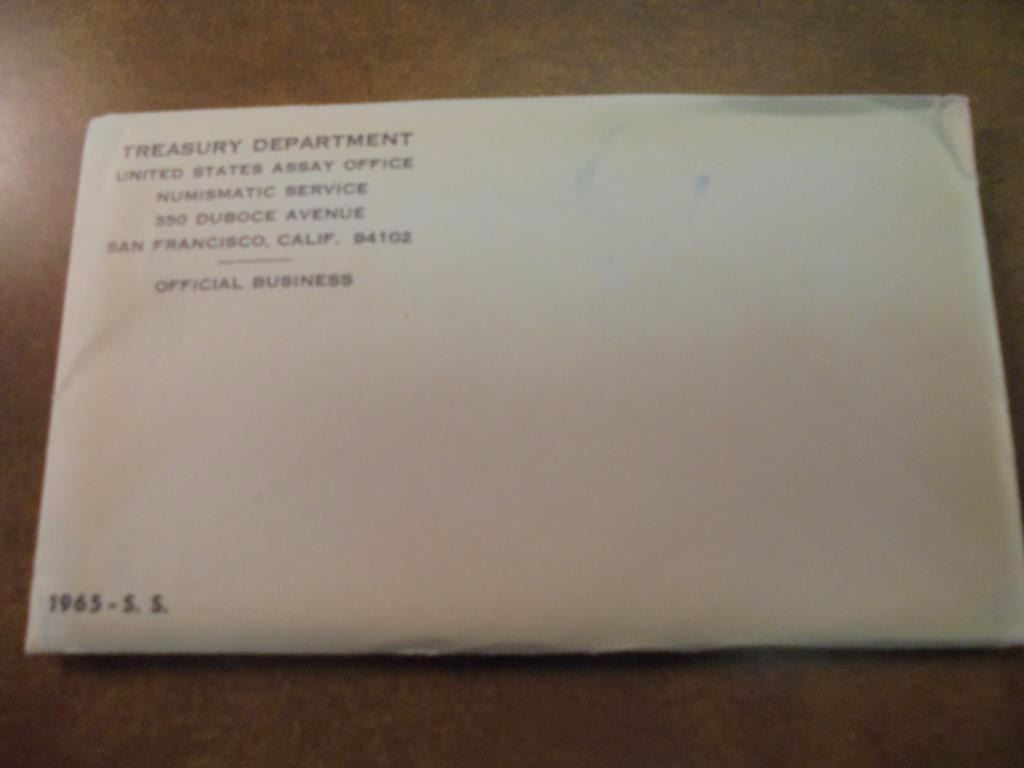 TREASURY DEPARTMENT
UNITED STATES ASSAY OFFICE
NUMISMATIC SERVICE
350 DUBOCE AVENUE
SAN FRANCISCO, CALIF. 94102
OFFICIAL BUSINESS
1965 - S. S.